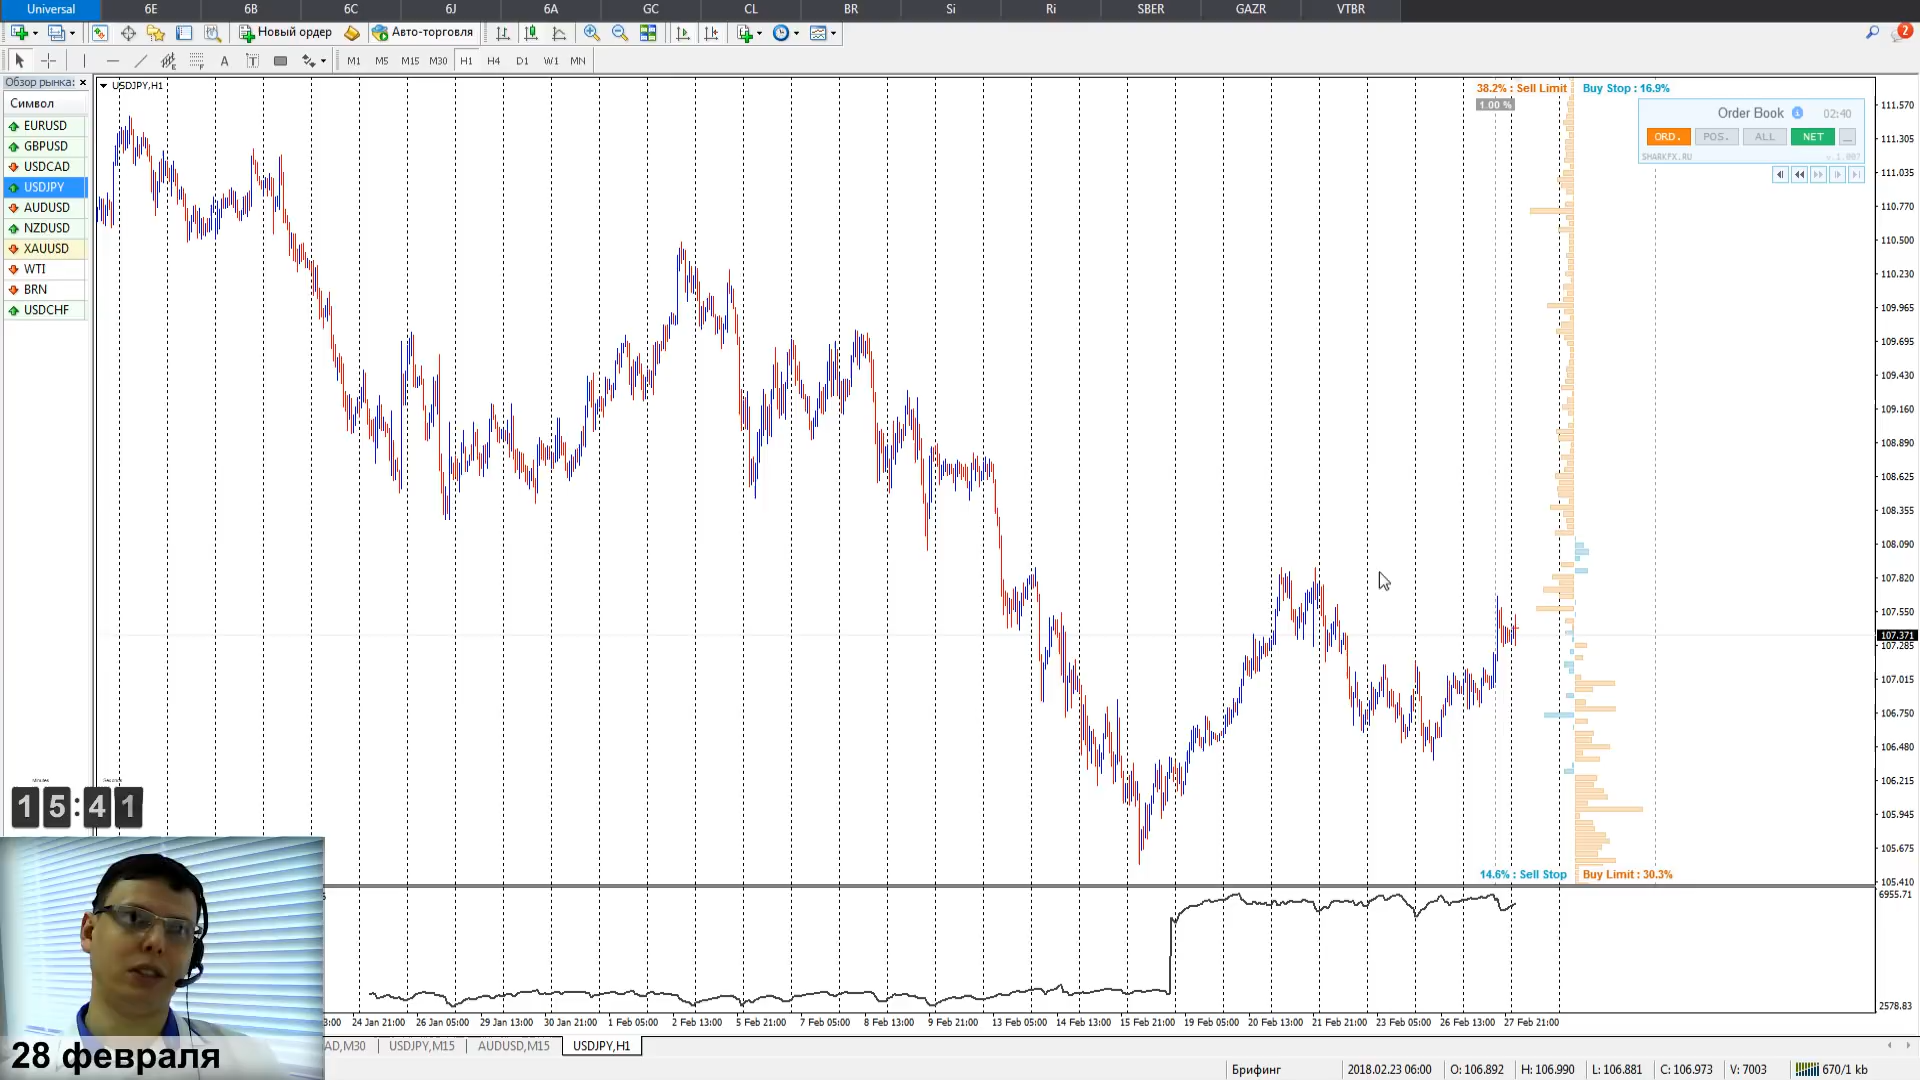 Universal 6E 6B 6C 6J 6A GC CL BR Si Ri SBER GAZR VTBR
Новый ордер Авто-торговля
2
A T M1 M5 M15 M30 H1 H4 D1 W1 MN
Обзор рынка: ×
Символ
EURUSD
GBPUSD
USDCAD
USDJPY
AUDUSD
NZDUSD
XAUUSD
WTI
BRN
USDCHF
USDJPY,H1
38.2% : Sell Limit Buy Stop : 16.9%
1.00 %
Order Book 02:40
ORD. POS. ALL NET _
SHARKFX.RU v.1.007
111.570
111.305
111.035
110.770
110.500
110.230
109.965
109.695
109.430
109.160
108.890
108.625
108.355
108.090
107.820
107.550
107.371
107.285
107.015
106.750
106.480
106.215
105.945
105.675
105.410
Minutes Seconds
15:41
14.6% : Sell Stop Buy Limit : 30.3%
6955.71
2578.83
24 Jan 21:00 26 Jan 05:00 29 Jan 13:00 30 Jan 21:00 1 Feb 05:00 2 Feb 13:00 5 Feb 21:00 7 Feb 05:00 8 Feb 13:00 9 Feb 21:00 13 Feb 05:00 14 Feb 13:00 15 Feb 21:00 19 Feb 05:00 20 Feb 13:00 21 Feb 21:00 23 Feb 05:00 26 Feb 13:00 27 Feb 21:00
AD,M30 USDJPY,M15 AUDUSD,M15 USDJPY,H1
28 февраля
Брифинг 2018.02.23 06:00 O: 106.892 H: 106.990 L: 106.881 C: 106.973 V: 7003 670/1 kb